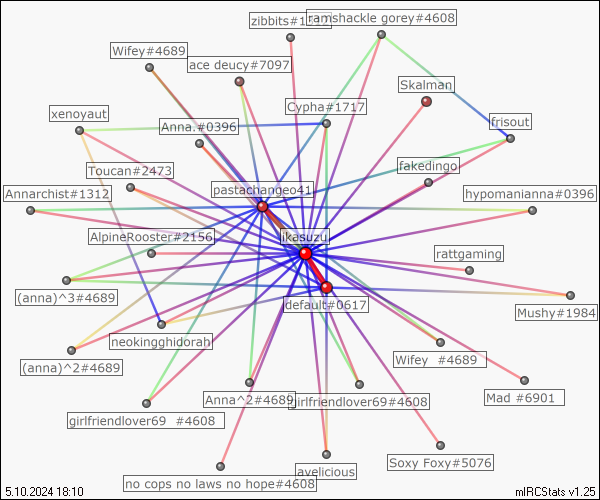 zibbits#1312
ramshackle gorey#4608
Wifey#4689
ace deucy#7097
Skalman
xenoyaut
Cypha#1717
frisout
Anna.#0396
Toucan#2473
fakedingo
Annarchist#1312
pastachangeo41
hypomanianna#0396
AlpineRooster#2156
likasuzu
rattgaming
(anna)^3#4689
default#0617
Mushy#1984
neokingghidorah
(anna)^2#4689
Wifey  #4689
Anna^2#4689
girlfriendlover69#4608
Mad #6901
girlfriendlover69  #4608
Soxy Foxy#5076
avelicious
no cops no laws no hope#4608
5.10.2024 18:10
mIRCStats v1.25